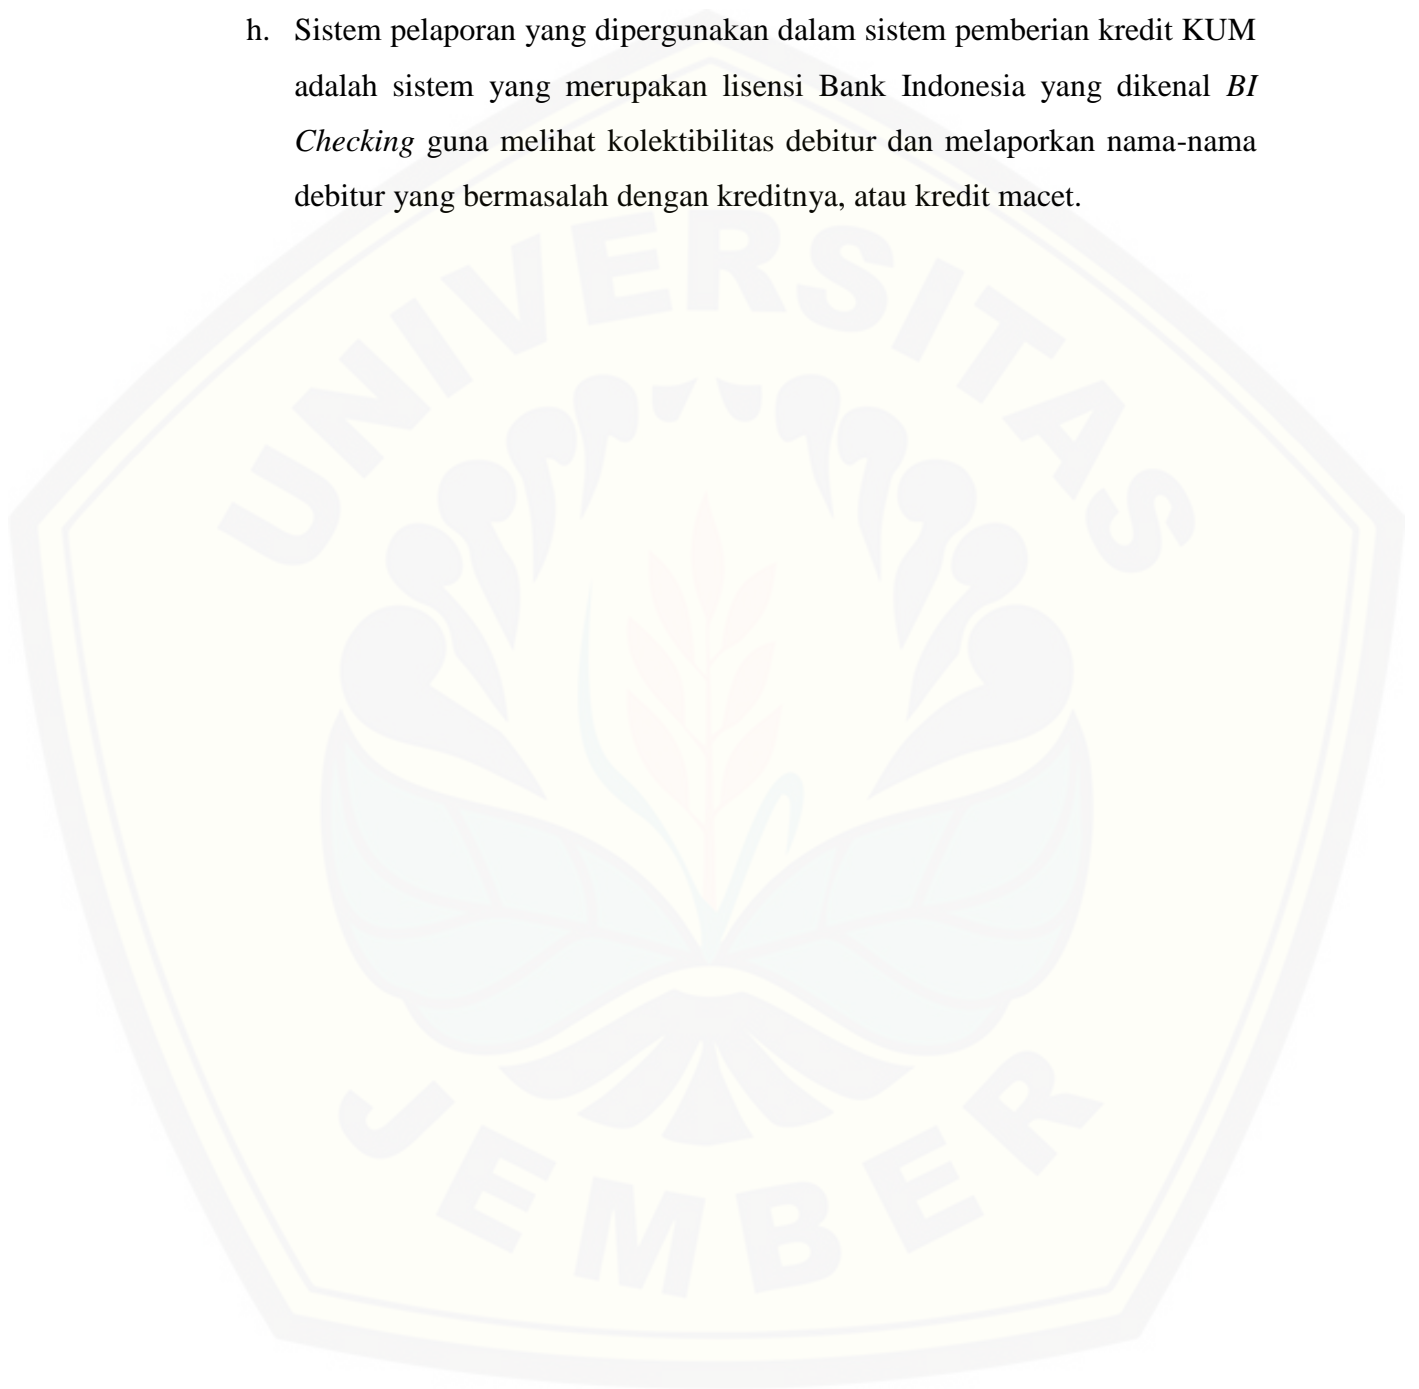 h. Sistem pelaporan yang dipergunakan dalam sistem pemberian kredit KUM
adalah sistem yang merupakan lisensi Bank Indonesia yang dikenal BI
Checking guna melihat kolektibilitas debitur dan melaporkan nama-nama
debitur yang bermasalah dengan kreditnya, atau kredit macet.
UNIVERSITAS
JEMBER